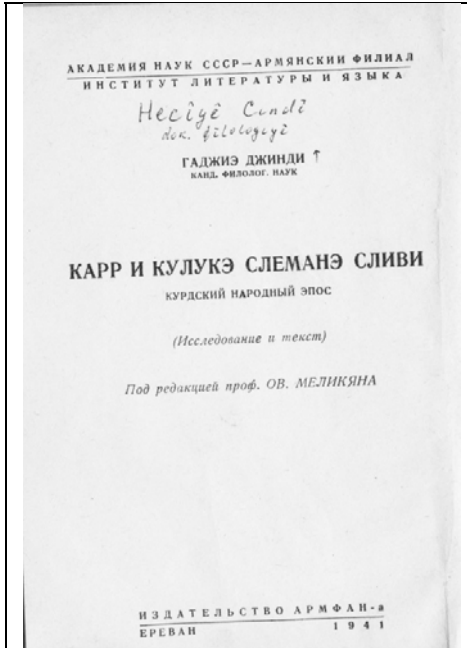 АКАДЕМИЯ НАУК СССР—АРМЯНСКИЙ ФИЛИАЛ
ИНСТИТУТ ЛИТЕРАТУРЫ И ЯЗЫКА
Hecîyê Cindî
dok. filologiyê
ГАДЖИЭ ДЖИНДИ ↑
КАНД. ФИЛОЛОГ. НАУК
КАРР И КУЛУКЭ СЛЕМАНЭ СЛИВИ
КУРДСКИЙ НАРОДНЫЙ ЭПОС
(Исследование и текст)
Под редакцией проф. ОВ. МЕЛИКЯНА
ИЗДАТЕЛЬСТВО АРМФАН-а
ЕРЕВАН 1941